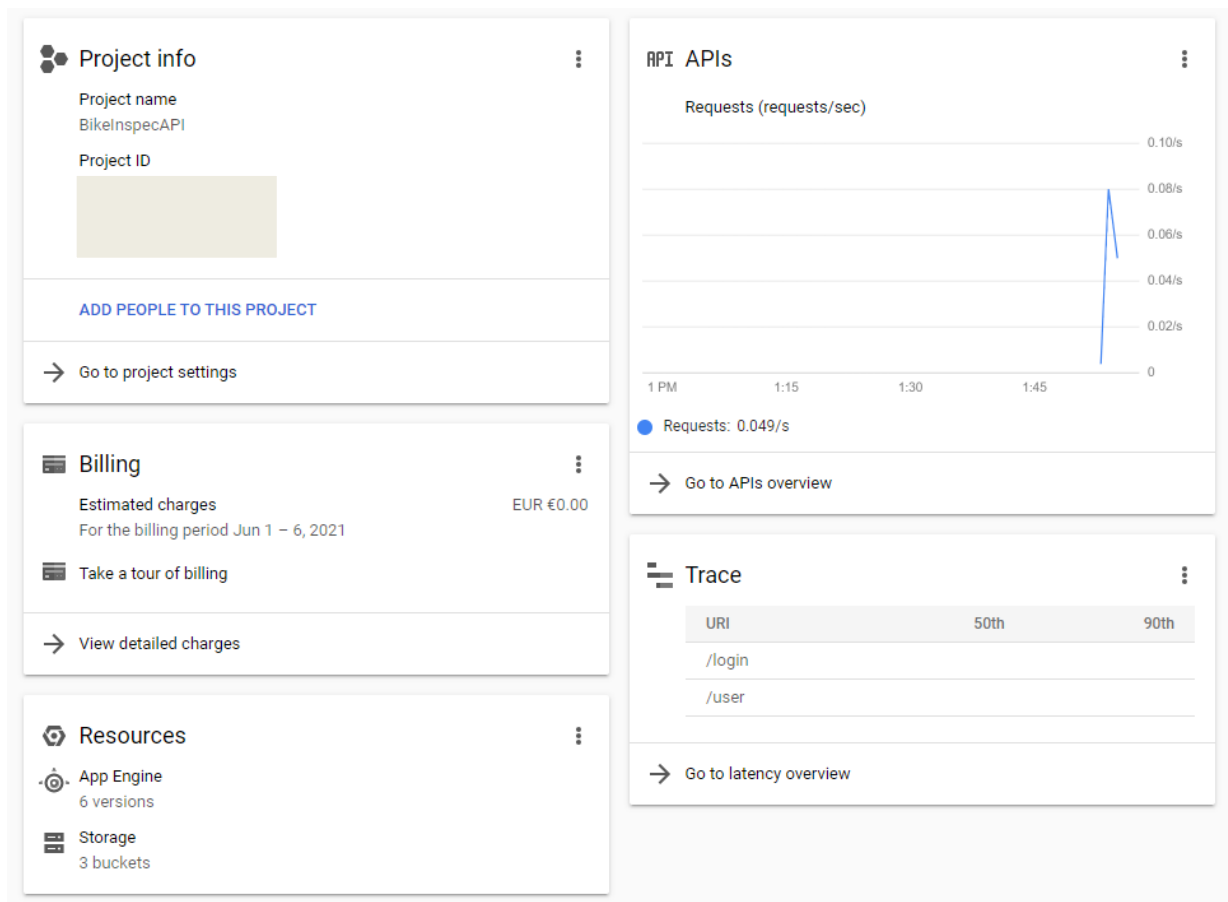 Project info
Project name
BikeInspecAPI
Project ID
ADD PEOPLE TO THIS PROJECT
Go to project settings
Billing
Estimated charges EUR €0.00
For the billing period Jun 1 – 6, 2021
Take a tour of billing
View detailed charges
Resources
App Engine
6 versions
Storage
3 buckets
API APIs
Requests (requests/sec)
0.10/s
0.08/s
0.06/s
0.04/s
0.02/s
0
1 PM 1:15 1:30 1:45
Requests: 0.049/s
Go to APIs overview
Trace
URI 50th 90th
/login
/user
Go to latency overview